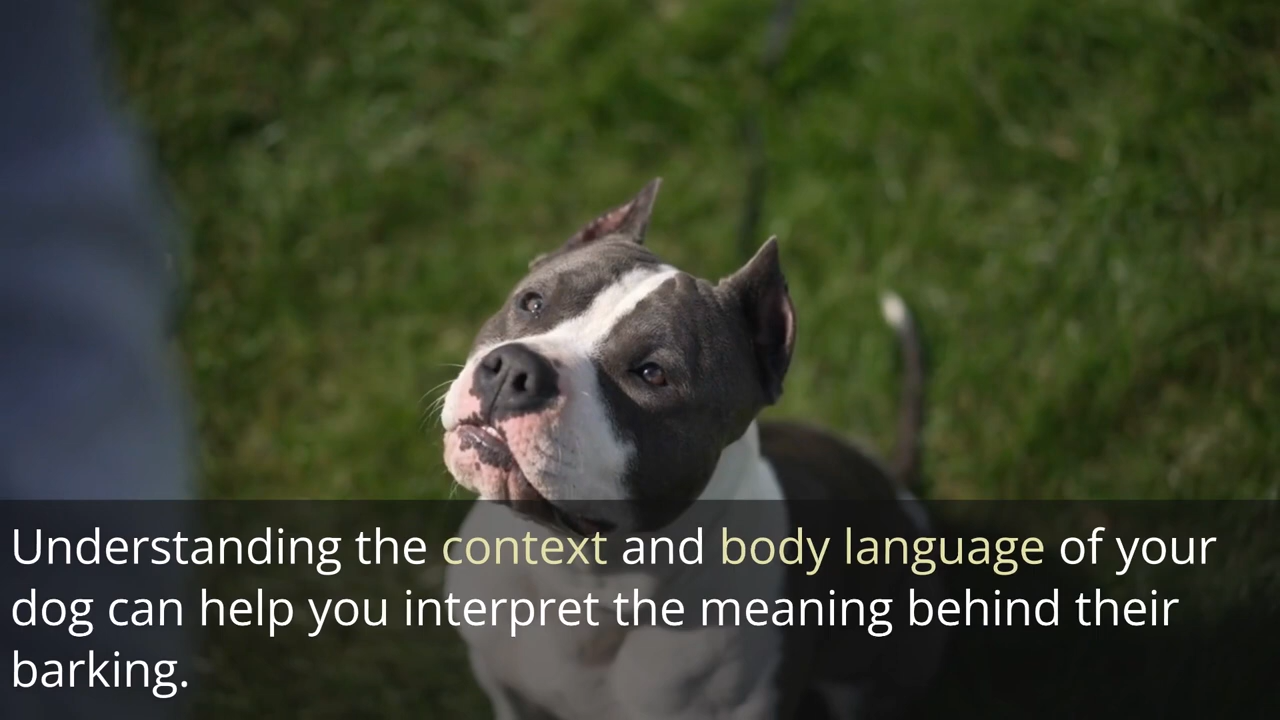 Understanding the context and body language of your
dog can help you interpret the meaning behind their
barking.